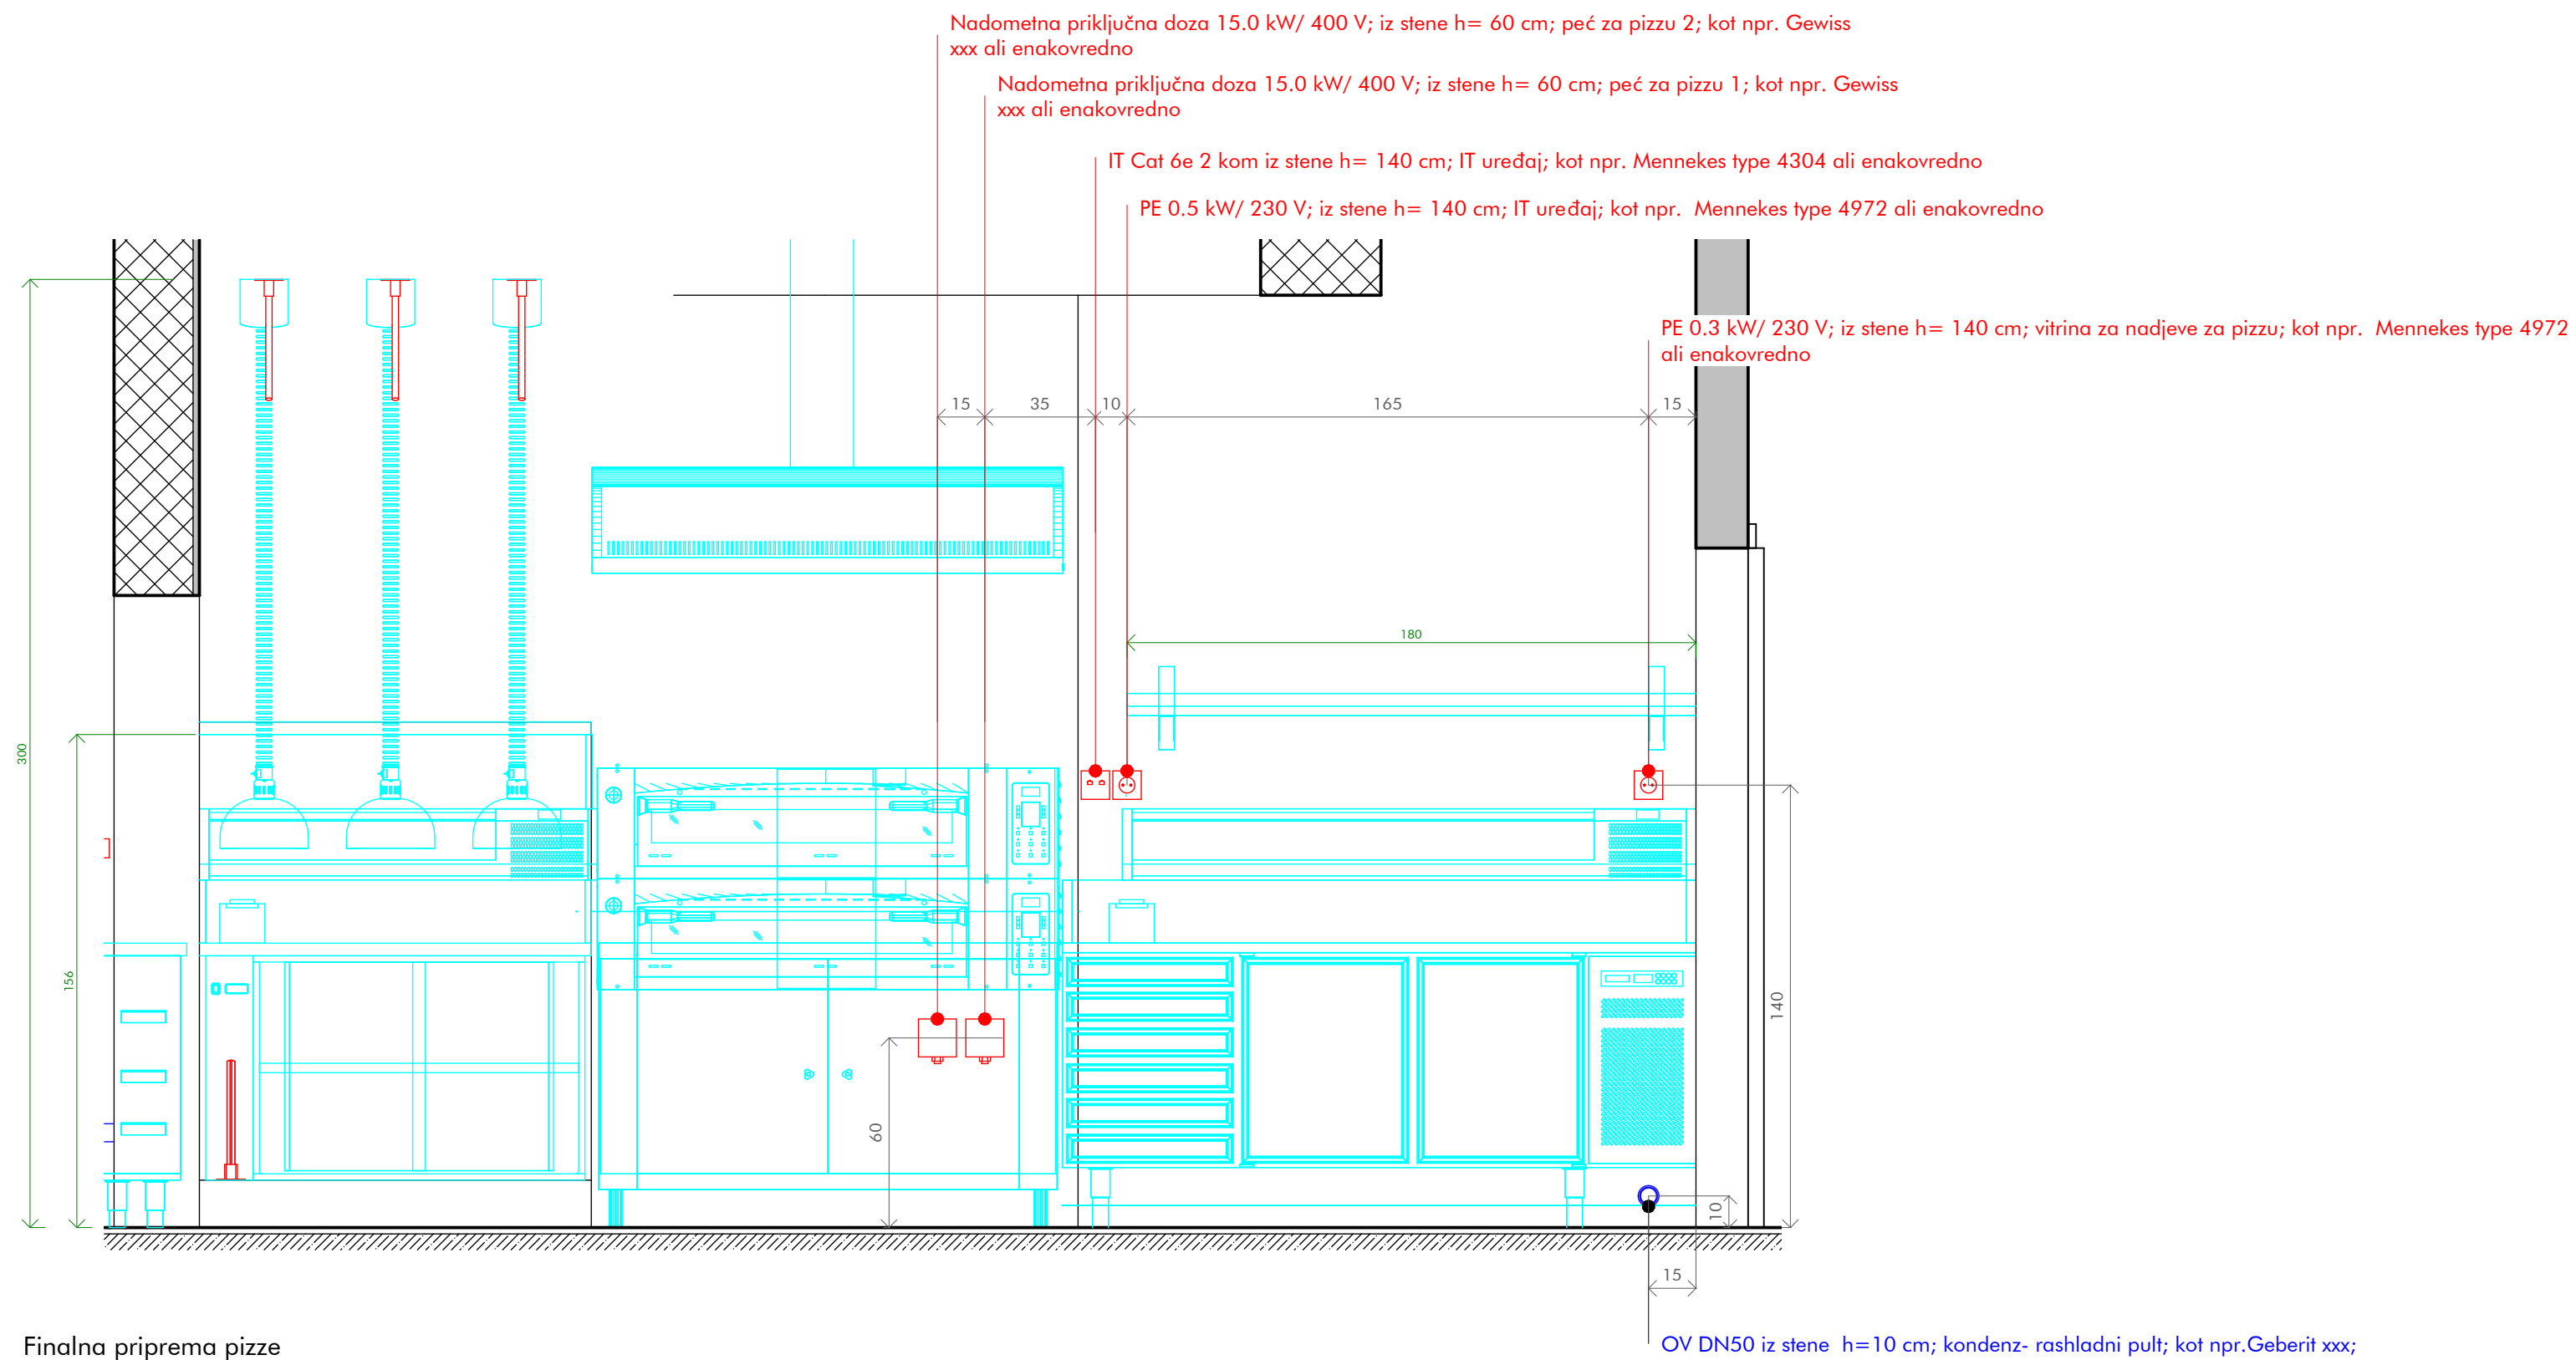 Nadometna priključna doza 15.0 kW/ 400 V; iz stene h= 60 cm; peć za pizzu 2; kot npr. Gewiss
xxx ali enakovredno
Nadometna priključna doza 15.0 kW/ 400 V; iz stene h= 60 cm; peć za pizzu 1; kot npr. Gewiss
xxx ali enakovredno
IT Cat 6e 2 kom iz stene h= 140 cm; IT uređaj; kot npr. Mennekes type 4304 ali enakovredno
PE 0.5 kW/ 230 V; iz stene h= 140 cm; IT uređaj; kot npr.  Mennekes type 4972 ali enakovredno
PE 0.3 kW/ 230 V; iz stene h= 140 cm; vitrina za nadjeve za pizzu; kot npr.  Mennekes type 4972
ali enakovredno
15 35 10 165 15
180
300
156
140
60
10
15
Finalna priprema pizze
OV DN50 iz stene  h=10 cm; kondenz- rashladni pult; kot npr.Geberit xxx;